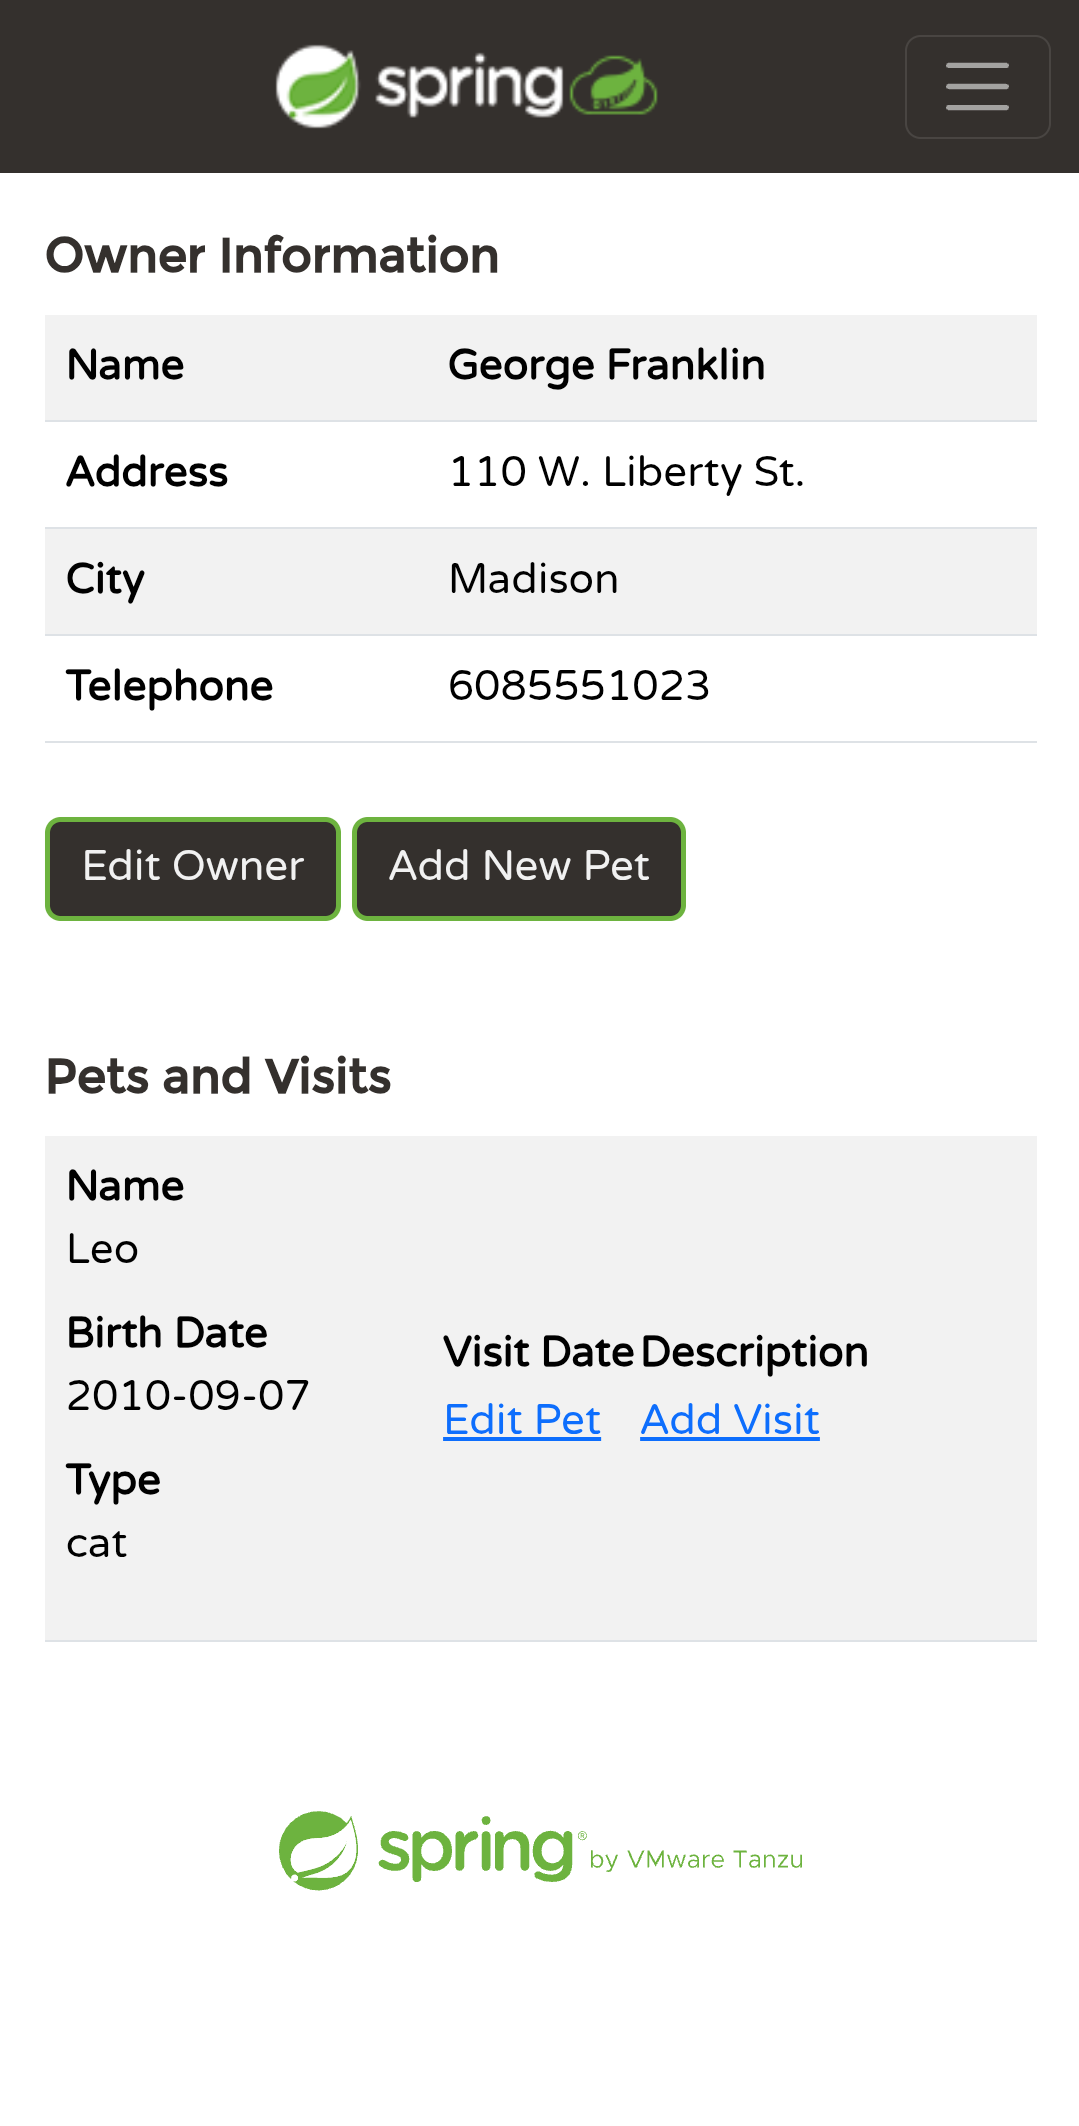 spring
Owner Information
Name George Franklin
Address 110 W. Liberty St.
City Madison
Telephone 6085551023
Edit Owner Add New Pet
Pets and Visits
Name
Leo
Birth Date
2010-09-07
Type
cat
Visit Date Description
Edit Pet Add Visit
spring® by VMware Tanzu